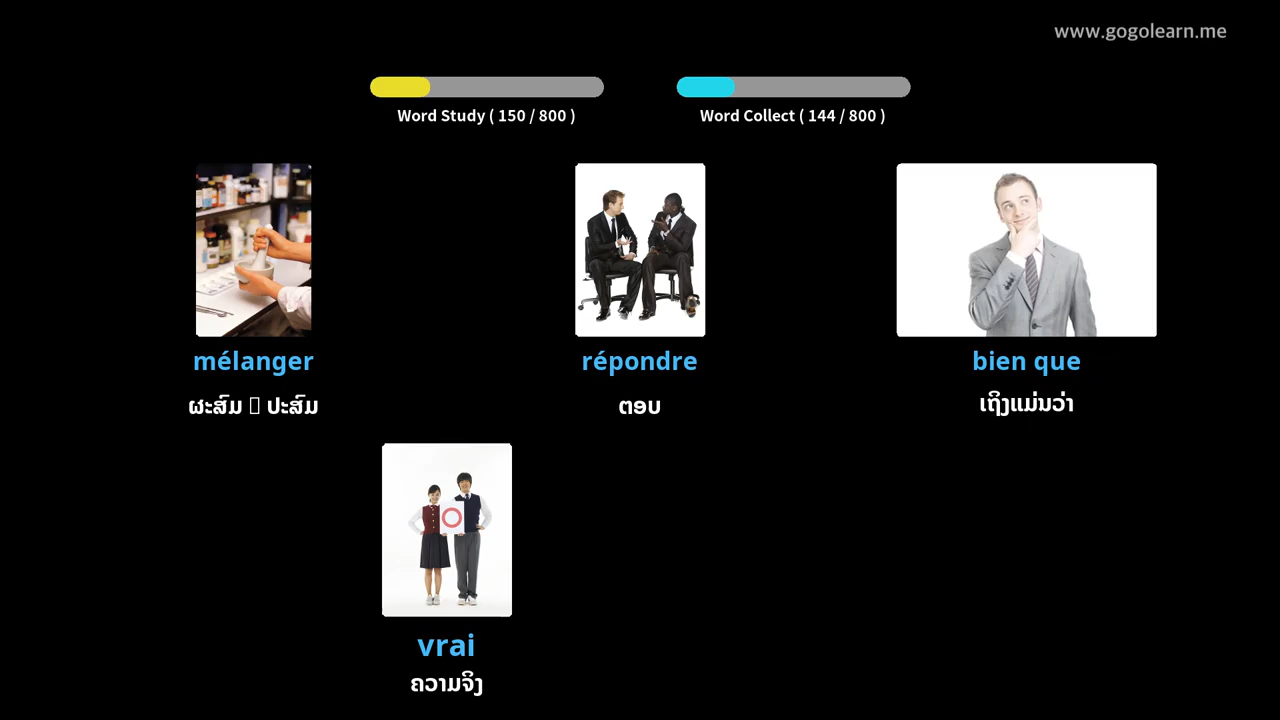 www.gogolearn.me
Word Study ( 150 / 800 )
Word Collect ( 144 / 800 )
mélanger
ຜະສົມ ▯ ປະສົມ
répondre
ຕອບ
bien que
ເຖິງແມ່ນວ່າ
vrai
ຄວາມຈິງ